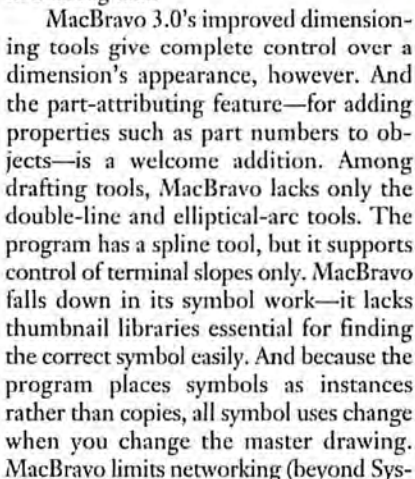 MacBravo 3.0's improved dimension-
ing tools give complete control over a
dimension's appearance, however. And
the part-attributing feature—for adding
properties such as part numbers to ob-
jects—is a welcome addition. Among
drafting tools, MacBravo lacks only the
double-line and elliptical-arc tools. The
program has a spline tool, but it supports
control of terminal slopes only. MacBravo
falls down in its symbol work—it lacks
thumbnail libraries essential for finding
the correct symbol easily. And because the
program places symbols as instances
rather than copies, all symbol uses change
when you change the master drawing.
MacBravo limits networking (beyond Sys-